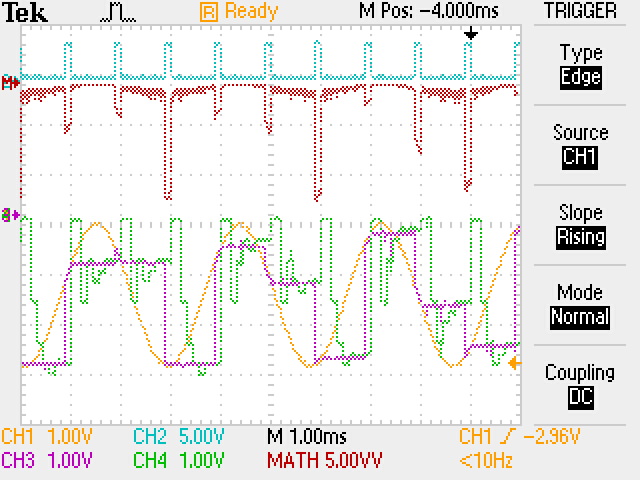 Tek R Ready M Pos: -4.000ms TRIGGER
Type
Edge
Source
CH1
Slope
Rising
Mode
Normal
Coupling
DC
M
CH1 1.00V CH2 5.00V M 1.00ms CH1 -2.96V
CH3 1.00V CH4 1.00V MATH 5.00VV <10Hz